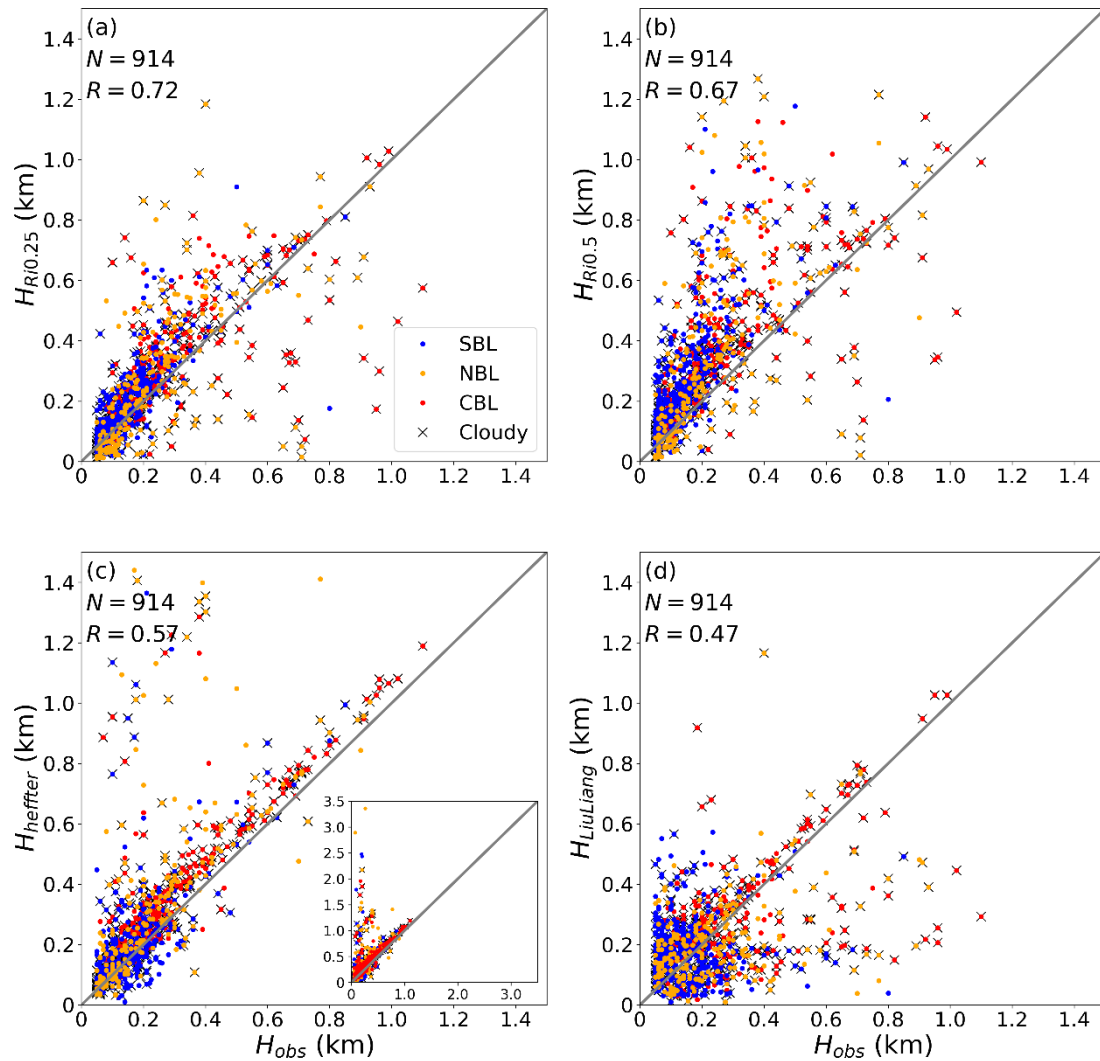 (a)
N = 914
R = 0.72
H_Ri0.25 (km)
1.4
1.2
1.0
0.8
0.6
0.4
0.2
0
0.2 0.4 0.6 0.8 1.0 1.2 1.4
SBL
NBL
CBL
Cloudy
(b)
N = 914
R = 0.67
H_Ri0.5 (km)
1.4
1.2
1.0
0.8
0.6
0.4
0.2
0
0.2 0.4 0.6 0.8 1.0 1.2 1.4
(c)
N = 914
R = 0.57
H_heffter (km)
1.4
1.2
1.0
0.8
0.6
0.4
0.2
0
0.2 0.4 0.6 0.8 1.0 1.2 1.4
H_obs (km)
3.5
3.0
2.5
2.0
1.5
1.0
0.5
0
0.0 1.0 2.0 3.0
(d)
N = 914
R = 0.47
H_LiuLiang (km)
1.4
1.2
1.0
0.8
0.6
0.4
0.2
0
0.2 0.4 0.6 0.8 1.0 1.2 1.4
H_obs (km)